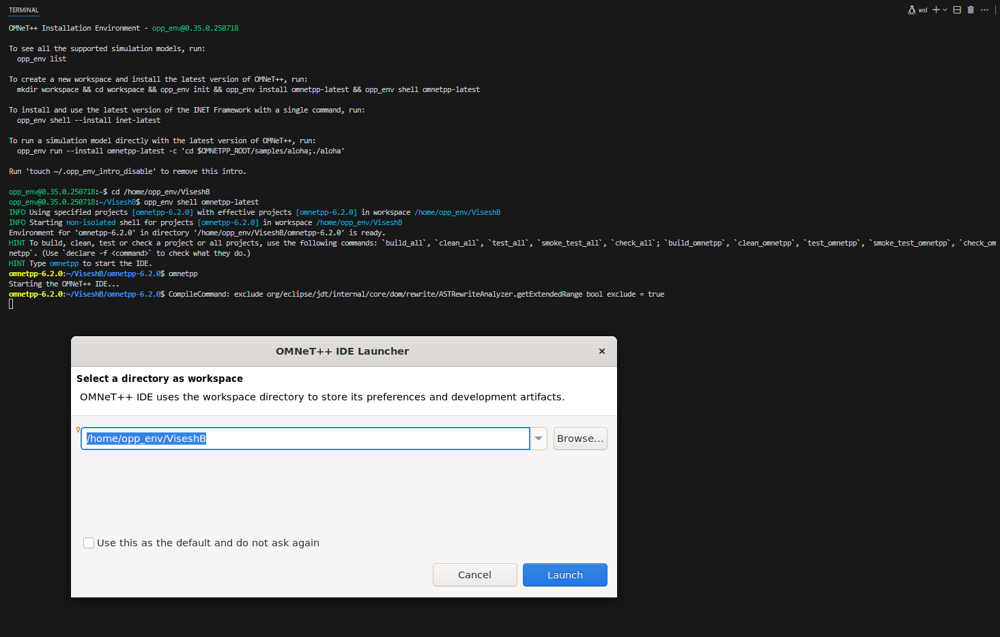 TERMINAL
wsl
OMNeT++ Installation Environment - opp_env@0.35.0.250718
To see all the supported simulation models, run:
opp_env list
To create a new workspace and install the latest version of OMNeT++, run:
mkdir workspace && cd workspace && opp_env init && opp_env install omnetpp-latest && opp_env shell omnetpp-latest
To install and use the latest version of the INET Framework with a single command, run:
opp_env shell --install inet-latest
To run a simulation model directly with the latest version of OMNeT++, run:
opp_env run --install omnetpp-latest -c 'cd $OMNETPP_ROOT/samples/aloha;./aloha'
Run 'touch ~/.opp_env_intro_disable' to remove this intro.
opp_env@0.35.0.250718:~$ cd /home/opp_env/ViseshB
opp_env@0.35.0.250718:~/ViseshB$ opp_env shell omnetpp-latest
INFO Using specified projects [omnetpp-6.2.0] with effective projects [omnetpp-6.2.0] in workspace /home/opp_env/ViseshB
INFO Starting non-isolated shell for projects [omnetpp-6.2.0] in workspace /home/opp_env/ViseshB
Environment for 'omnetpp-6.2.0' in directory '/home/opp_env/ViseshB/omnetpp-6.2.0' is ready.
HINT To build, clean, test or check a project or all projects, use the following commands: `build_all`, `clean_all`, `test_all`, `smoke_test_all`, `check_all`; `build_omnetpp`, `clean_omnetpp`, `test_omnetpp`, `smoke_test_omnetpp`, `check_om
netpp`. (Use `declare -f <command>` to check what they do.)
HINT Type omnetpp to start the IDE.
omnetpp-6.2.0:~/ViseshB/omnetpp-6.2.0$ omnetpp
Starting the OMNeT++ IDE...
omnetpp-6.2.0:~/ViseshB/omnetpp-6.2.0$ CompileCommand: exclude org/eclipse/jdt/internal/core/dom/rewrite/ASTRewriteAnalyzer.getExtendedRange bool exclude = true
OMNeT++ IDE Launcher
Select a directory as workspace
OMNeT++ IDE uses the workspace directory to store its preferences and development artifacts.
/home/opp_env/ViseshB
Browse...
Use this as the default and do not ask again
Cancel
Launch